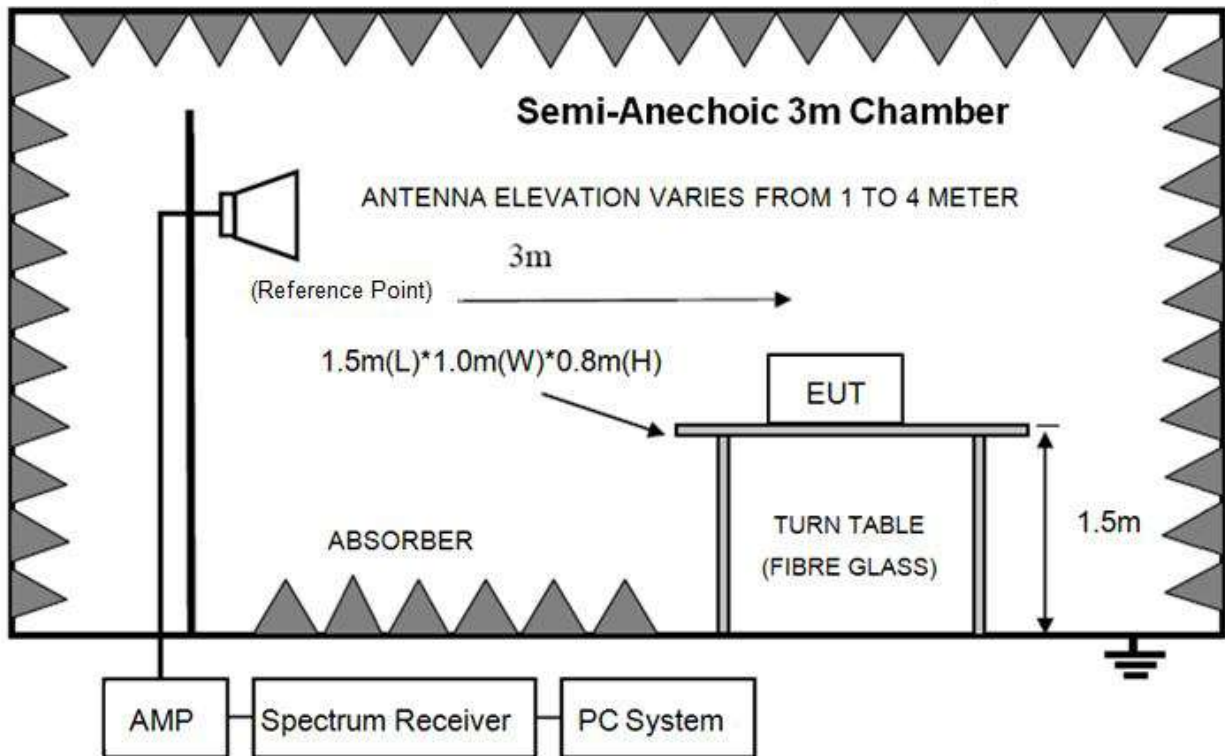 Semi-Anechoic 3m Chamber
ANTENNA ELEVATION VARIES FROM 1 TO 4 METER
3m
(Reference Point)
1.5m(L)*1.0m(W)*0.8m(H)
EUT
TURN TABLE
(FIBRE GLASS)
1.5m
ABSORBER
AMP
Spectrum Receiver
PC System